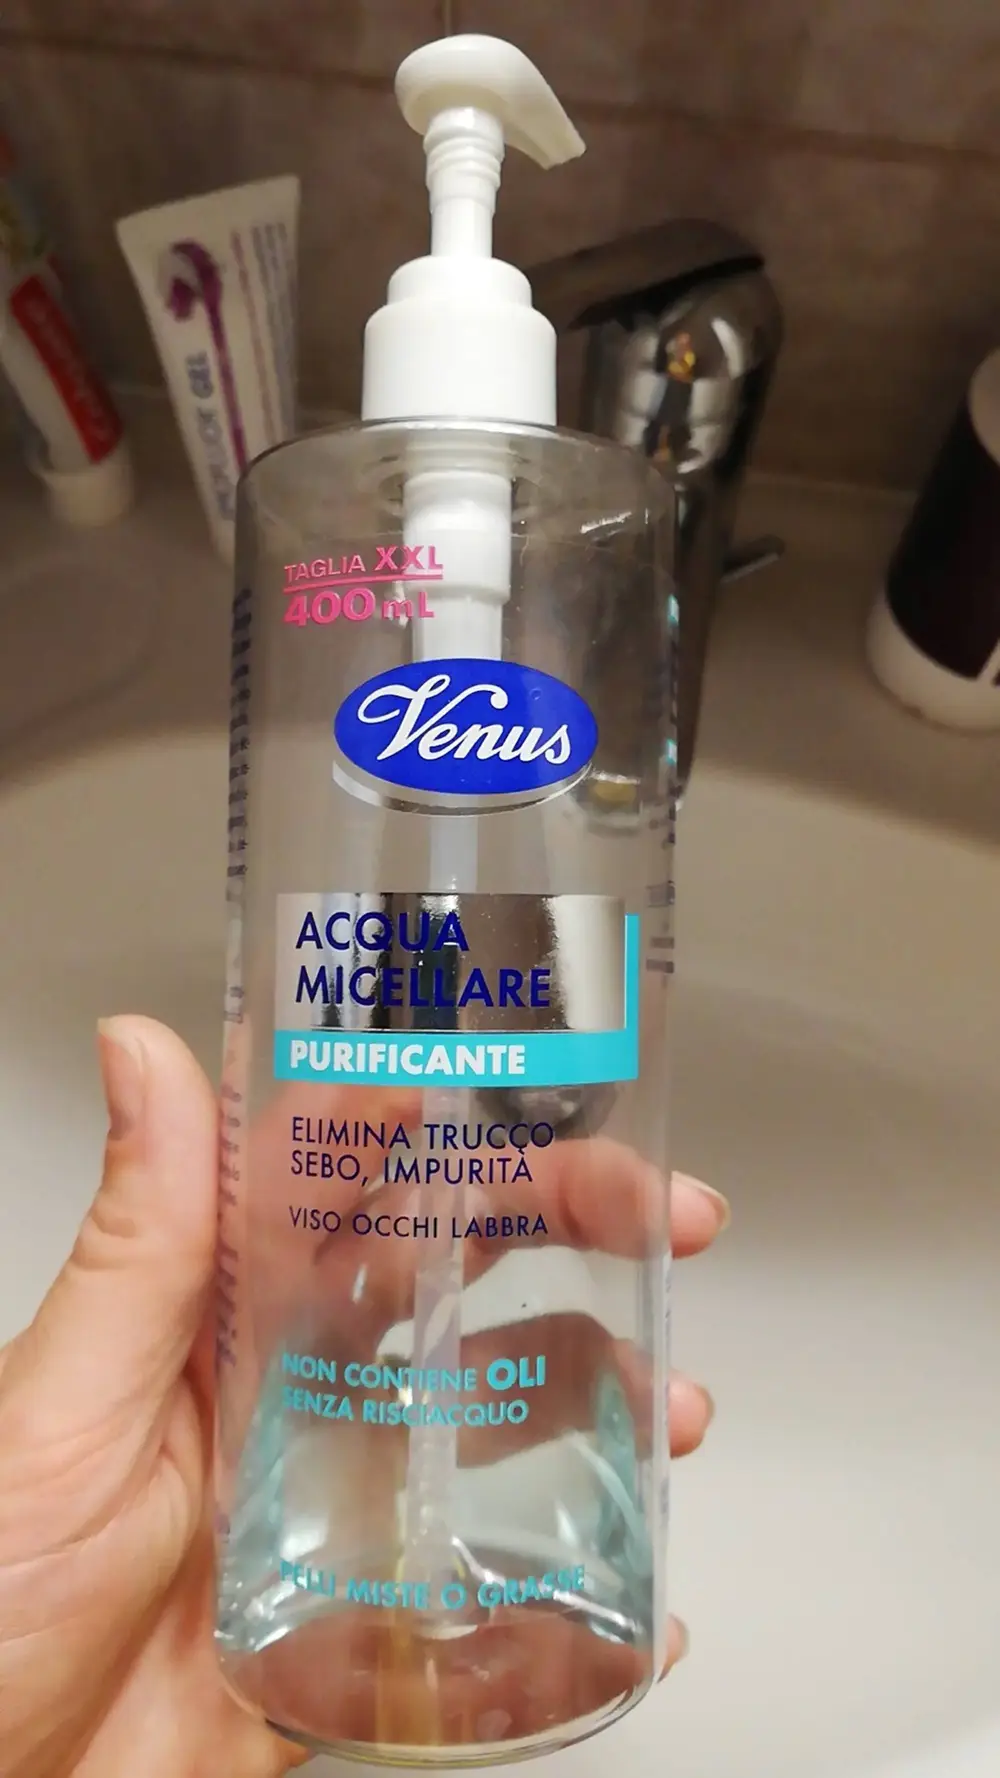 TAGLIA XXL
400mL
Venus
ACQUA
MICELLARE
PURIFICANTE
ELIMINA TRUCCO
SEBO, IMPURITÀ
VISO OCCHI LABBRA
NON CONTIENE OLI
SENZA RISCIACQUO
PELLI MISTE O GRASSE
GEL